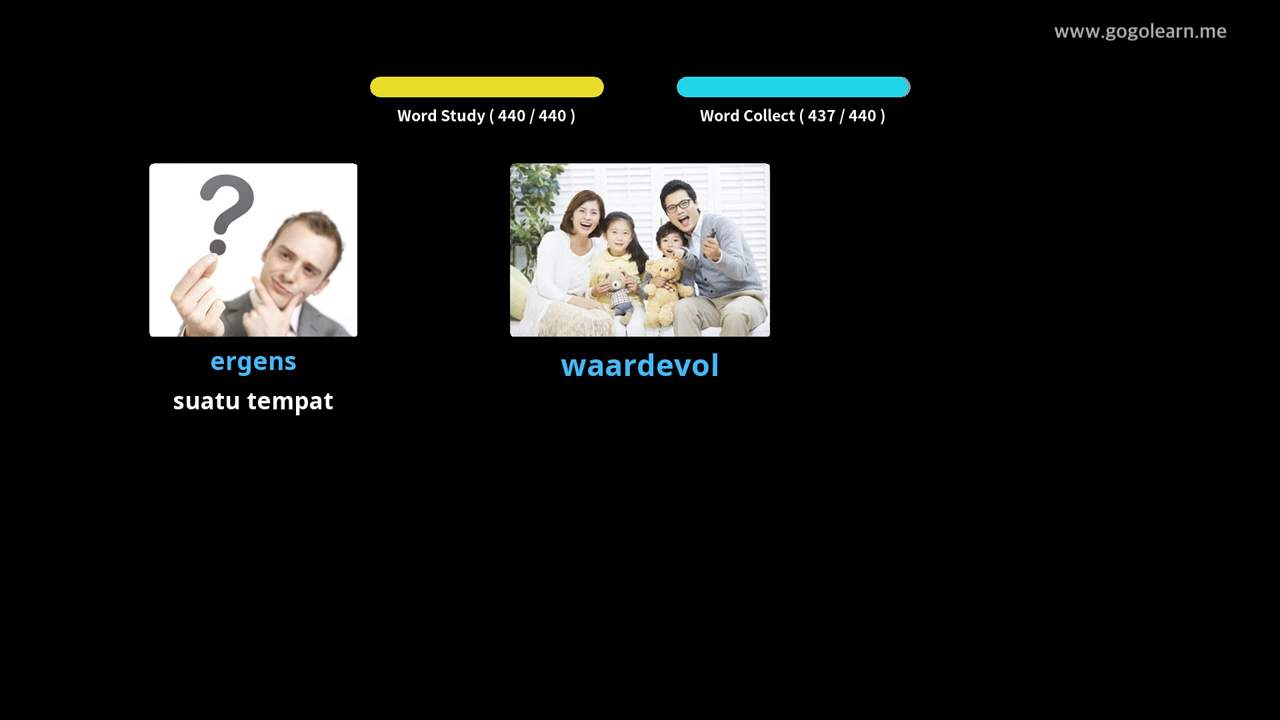 www.gogolearn.me
Word Study ( 440 / 440 )
Word Collect ( 437 / 440 )
ergens
suatu tempat
waardevol